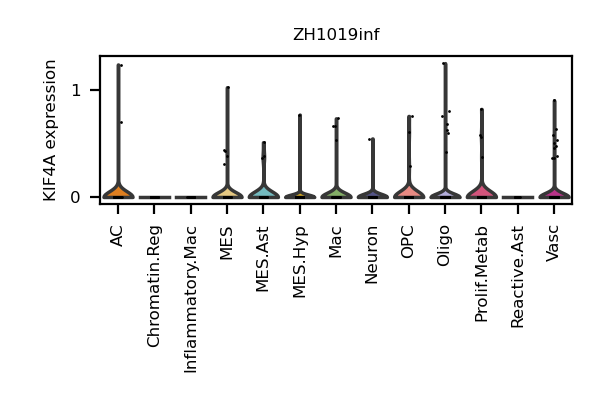 ZH1019inf
KIF4A expression
1
0
AC
Chromatin.Reg
Inflammatory.Mac
MES
MES.Ast
MES.Hyp
Mac
Neuron
OPC
Oligo
Prolif.Metab
Reactive.Ast
Vasc